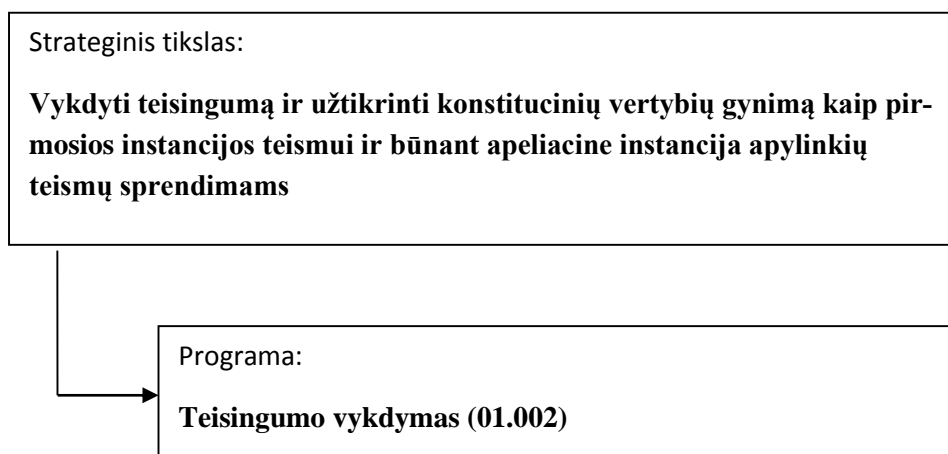 Strateginis tikslas:
Vykdyti teisingumą ir užtikrinti konstitucinių vertybių gynimą kaip pir-
mosios instancijos teismui ir būnant apeliacine instancija apylinkių
teismų sprendimams
Programa:
Teisingumo vykdymas (01.002)